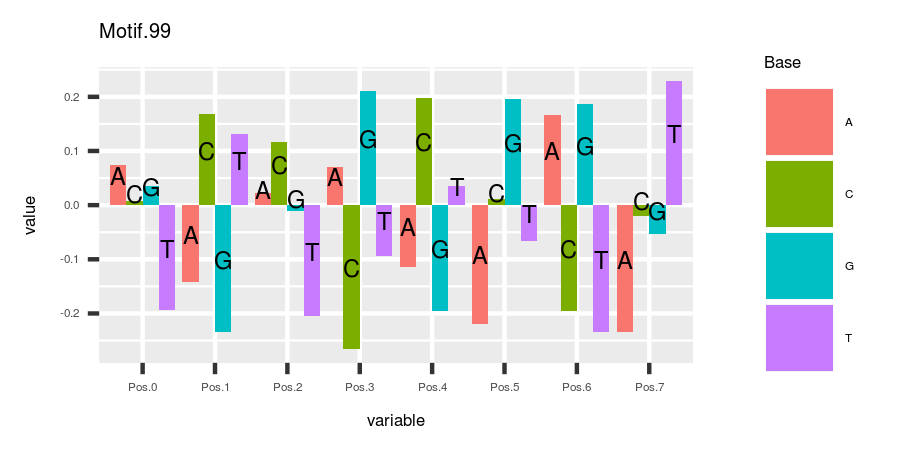 Motif.99
value
0.2
0.1
0.0
-0.1
-0.2
A C G T A C G T A C G T A C G T A C G T A C G T A C G T A C G T
Pos.0 Pos.1 Pos.2 Pos.3 Pos.4 Pos.5 Pos.6 Pos.7
variable
Base
A
C
G
T